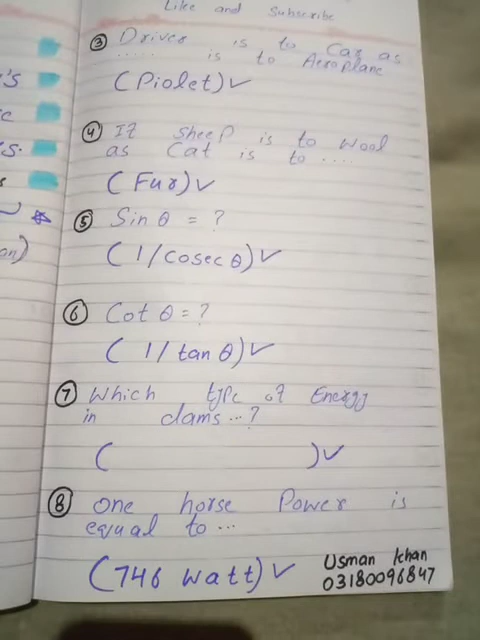 Like and Subscribe
③ Driver is to Car as
..... is to Aeroplane
(Piolet) ✓
④ If sheep is to wool
as Cat is to ....
(Fur) ✓
⑤ Sin θ = ?
(1/cosec θ) ✓
⑥ Cot θ = ?
(1/tan θ) ✓
⑦ Which type of Energy
in dams...?
( ) ✓
⑧ One horse Power is
equal to ...
(746 watt) ✓
Usman Khan
03180096847